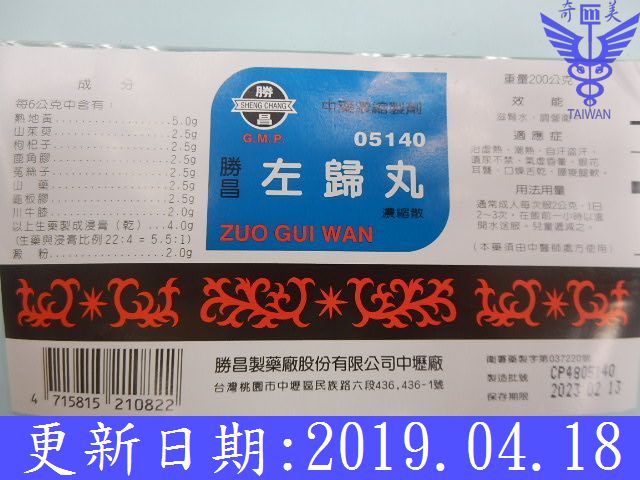 奇美
TAIWAN
成 分
每6公克中含有:
熟地黃 5.0g
山茱萸 2.5g
枸杞子 2.5g
鹿角膠 2.5g
菟絲子 2.5g
山藥 2.5g
龜板膠 2.5g
川牛膝 2.0g
以上生藥製成浸膏(乾) 4.0g
(生藥與浸膏比例22:4=5.5:1)
澱粉 2.0g
勝
SHENG CHANG
昌
G.M.P.
中藥濃縮製劑
05140
勝昌
左歸丸
濃縮散
ZUO GUI WAN
重量200公克
效 能
滋腎水、調營衛
適應症
治虛熱、潮熱、自汗盜汗、
遺尿不禁、氣虛昏暈、眼花
耳聾、口燥舌乾、腰痠腿軟
用法用量
通常成人每次服2公克,1日
2~3次,在飯前一小時以溫
開水送服,兒童遞減之。
(本藥須由中醫師處方使用)
勝昌製藥廠股份有限公司中壢廠
台灣桃園市中壢區民族路六段436,436-1號
衛署藥製字第037220號
製造批號 CP4805140
保存期限 2023 02 13
4 715815 210822
更新日期:2019.04.18